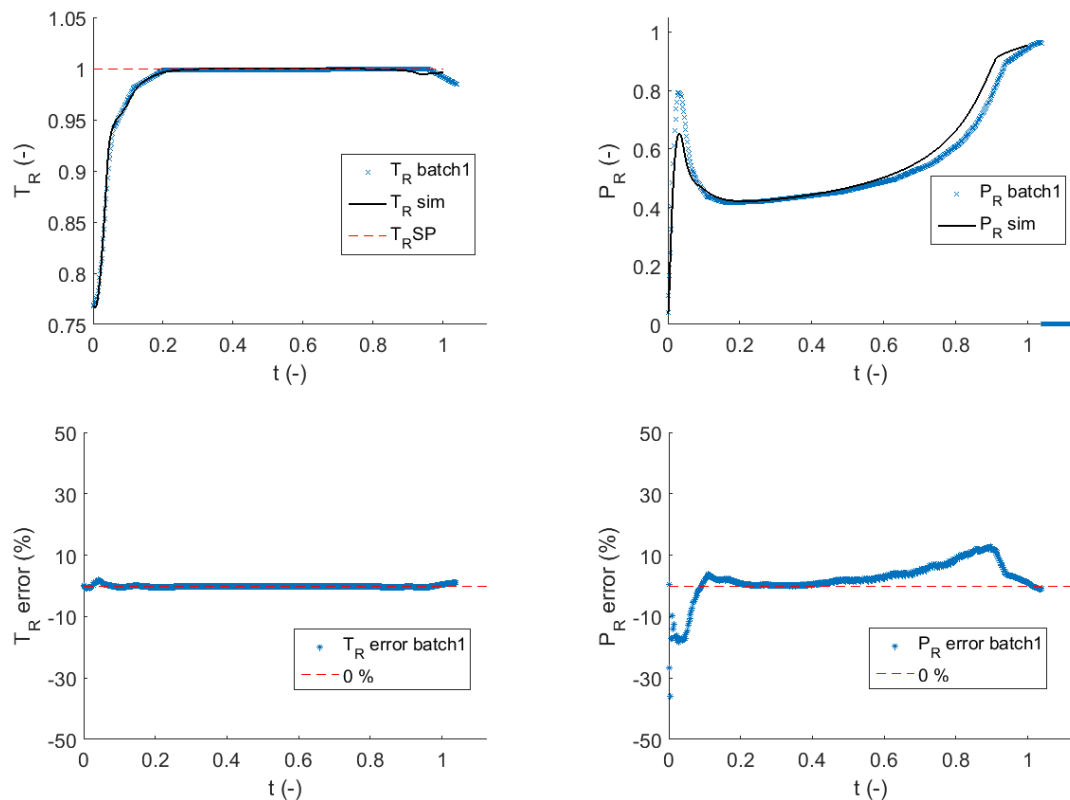 1.05
1
0.95
0.9
0.85
0.8
0.75
T_R (-)
0 0.2 0.4 0.6 0.8 1
t (-)
T_R batch1
T_R sim
T_RSP
1
0.8
0.6
0.4
0.2
0
P_R (-)
0 0.2 0.4 0.6 0.8 1
t (-)
P_R batch1
P_R sim
50
30
10
-10
-30
-50
T_R error (%)
0 0.2 0.4 0.6 0.8 1
t (-)
T_R error batch1
0 %
50
30
10
-10
-30
-50
P_R error (%)
0 0.2 0.4 0.6 0.8 1
t (-)
P_R error batch1
0 %